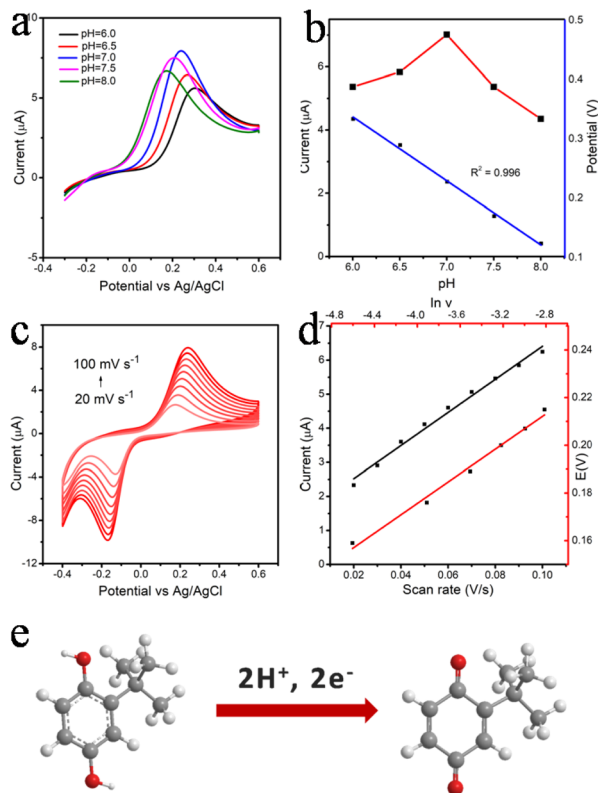 a
pH=6.0
pH=6.5
pH=7.0
pH=7.5
pH=8.0
10
5
0
-5
Current (μA)
-0.4 -0.2 0.0 0.2 0.4 0.6
Potential vs Ag/AgCl
b
8
6
4
2
0
Current (μA)
R² = 0.996
0.5
0.4
0.3
0.2
0.1
Potential (V)
6.0 6.5 7.0 7.5 8.0
pH
c
100 mV s⁻¹
20 mV s⁻¹
8
4
0
-4
-8
-12
Current (μA)
-0.4 -0.2 0.0 0.2 0.4 0.6
Potential vs Ag/AgCl
ln v
-4.8 -4.4 -4.0 -3.6 -3.2 -2.8
d
7
6
5
4
3
2
1
0
Current (μA)
0.24
0.22
0.20
0.18
0.16
E(V)
0.02 0.04 0.06 0.08 0.10
Scan rate (V/s)
e
2H⁺, 2e⁻